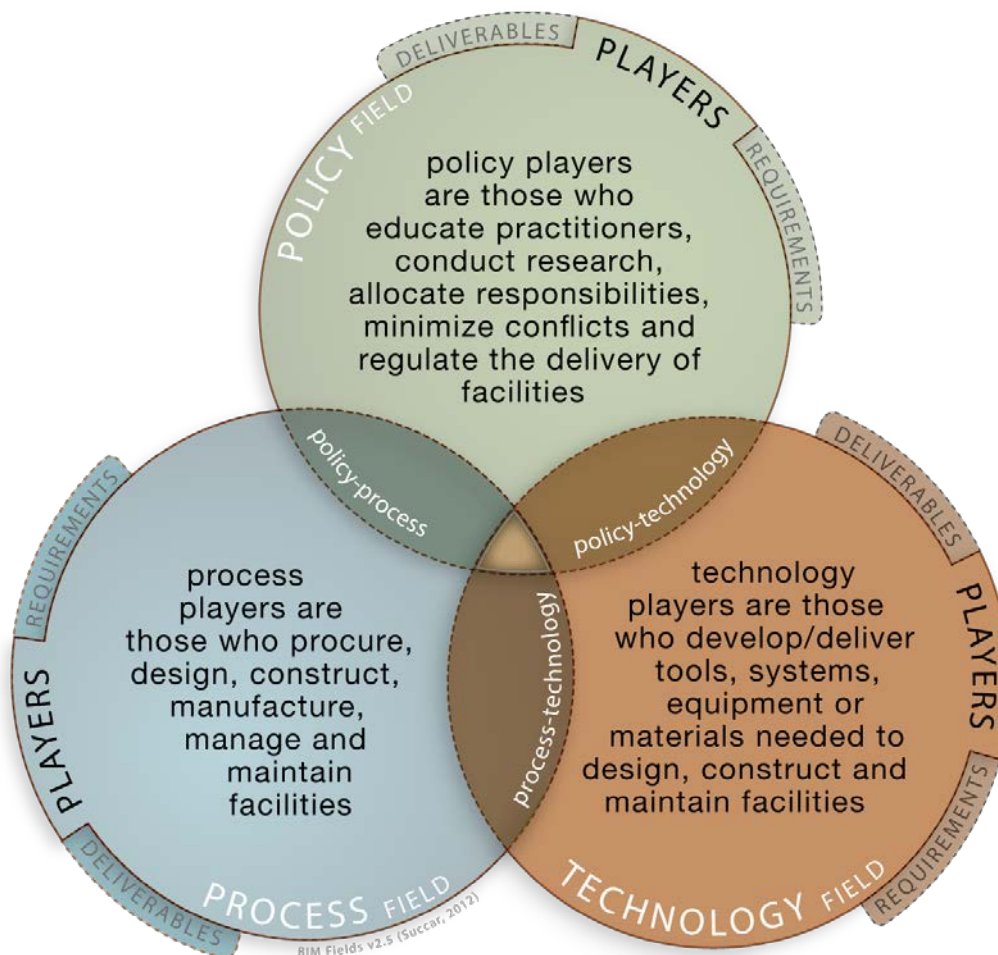 DELIVERABLES
PLAYERS
REQUIREMENTS
POLICY FIELD
policy players
are those who
educate practitioners,
conduct research,
allocate responsibilities,
minimize conflicts and
regulate the delivery of
facilities
policy-process
policy-technology
REQUIREMENTS
PLAYERS
DELIVERABLES
process
players are
those who procure,
design, construct,
manufacture,
manage and
maintain
facilities
PROCESS FIELD
process-technology
DELIVERABLES
PLAYERS
REQUIREMENTS
technology
players are those
who develop/deliver
tools, systems,
equipment or
materials needed to
design, construct and
maintain facilities
TECHNOLOGY FIELD
BIM Fields v2.5 (Succar, 2012)